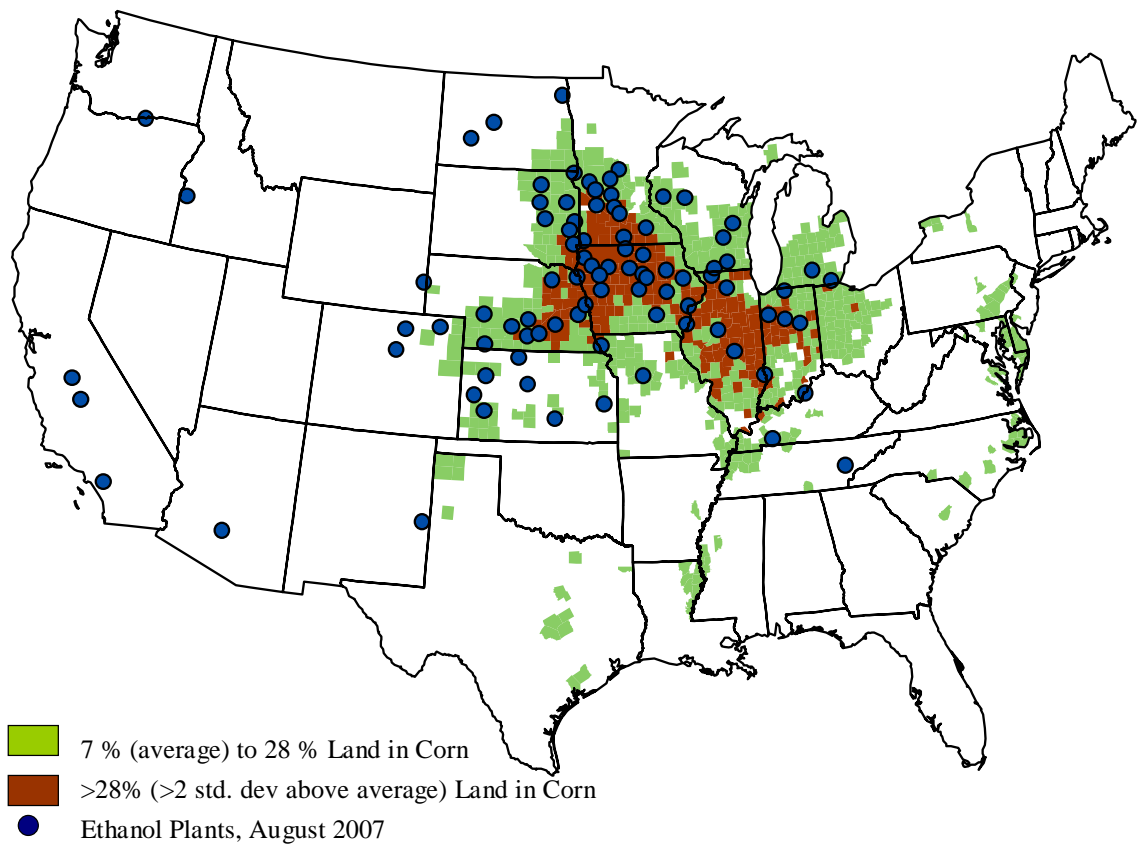 7 % (average) to 28 % Land in Corn
>28% (>2 std. dev above average) Land in Corn
Ethanol Plants, August 2007